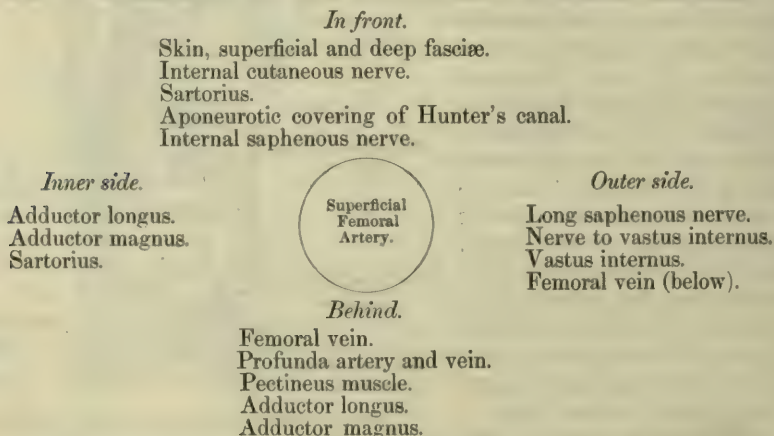 In front.
Skin, superficial and deep fasciæ.
Internal cutaneous nerve.
Sartorius.
Aponeurotic covering of Hunter's canal.
Internal saphenous nerve.
Inner side.
Adductor longus.
Adductor magnus.
Sartorius.
Superficial
Femoral
Artery.
Outer side.
Long saphenous nerve.
Nerve to vastus internus.
Vastus internus.
Femoral vein (below).
Behind.
Femoral vein.
Profunda artery and vein.
Pectineus muscle.
Adductor longus.
Adductor magnus.